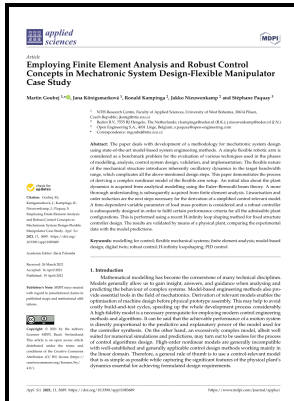 applied
sciences
MDPI
Article
Employing Finite Element Analysis and Robust Control
Concepts in Mechatronic System Design-Flexible Manipulator
Case Study
Martin Goubej 1,*, Jana Königsmarková 1, Ronald Kampinga 2, Jakko Nieuwenkamp 2 and Stéphane Paquay 3
Abstract: The paper deals with development of a methodology for mechatronic system design
using state-of-the-art model-based system engineering methods. A simple flexible robotic arm is
considered as a benchmark problem for the evaluation of various techniques used in the phases
of modeling, analysis, control system design, validation, and implementation. The flexible nature
of the mechanical structure introduces inherently oscillatory dynamics in the target bandwidth
range, which complicates all the above-mentioned design steps. This paper demonstrates the process
of deriving a complex nonlinear model of the flexible arm setup. An initial idea about the plant
dynamics is acquired from analytical modelling using the Euler–Bernoulli beam theory. A more
thorough understanding is subsequently acquired from finite element analysis. Linearisation and
order reduction are the next steps necessary for the derivation of a simplified control-relevant model.
A time-dependent variable parameter of load mass position is considered and a robust controller
is subsequently designed in order to fulfil certain performance criteria for all the admissible plant
configurations. This is performed using a recent H-infinity loop shaping method for fixed structure
controller design. The results are validated by means of a physical plant, comparing the experimental
data with the model predictions.
Keywords: modelling for control; flexible mechanical systems; finite element analysis; model-based
design; digital twin; robust control; H-infinity loopshaping; PID control
1. Introduction
Mathematical modelling has become the cornerstone of many technical disciplines.
Models generally allow us to gain insight, answers, and guidance when analysing and
predicting the behaviour of complex systems. Model-based engineering methods also pro-
vide essential tools in the field of mechatronics. Derivation of relevant models enables the
optimisation of machine design before physical prototype assembly. This may help to avoid
costly build-and-test cycles, speeding up the whole development process considerably.
A high fidelity model is a necessary prerequisite for employing modern control engineering
methods and algorithms. It can be said that the achievable performance of a motion system
is directly proportional to the predictive and explanatory power of the model used for
the controller synthesis. On the other hand, an excessively complex model, albeit well
suited for numerical simulations and predictions, may turn out to be useless for the process
of control algorithms design. High-order nonlinear models are generally incompatible
with well-established and generally applicable control design methods working mainly in
the linear domain. Therefore, a general rule of thumb is to use a control-relevant model
that is as simple as possible while capturing the significant features of the physical plant's
dynamics essential for achieving formulated design requirements.